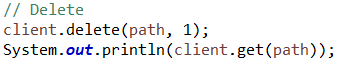 // Delete
client.delete(path, 1);
System.out.println(client.get(path));